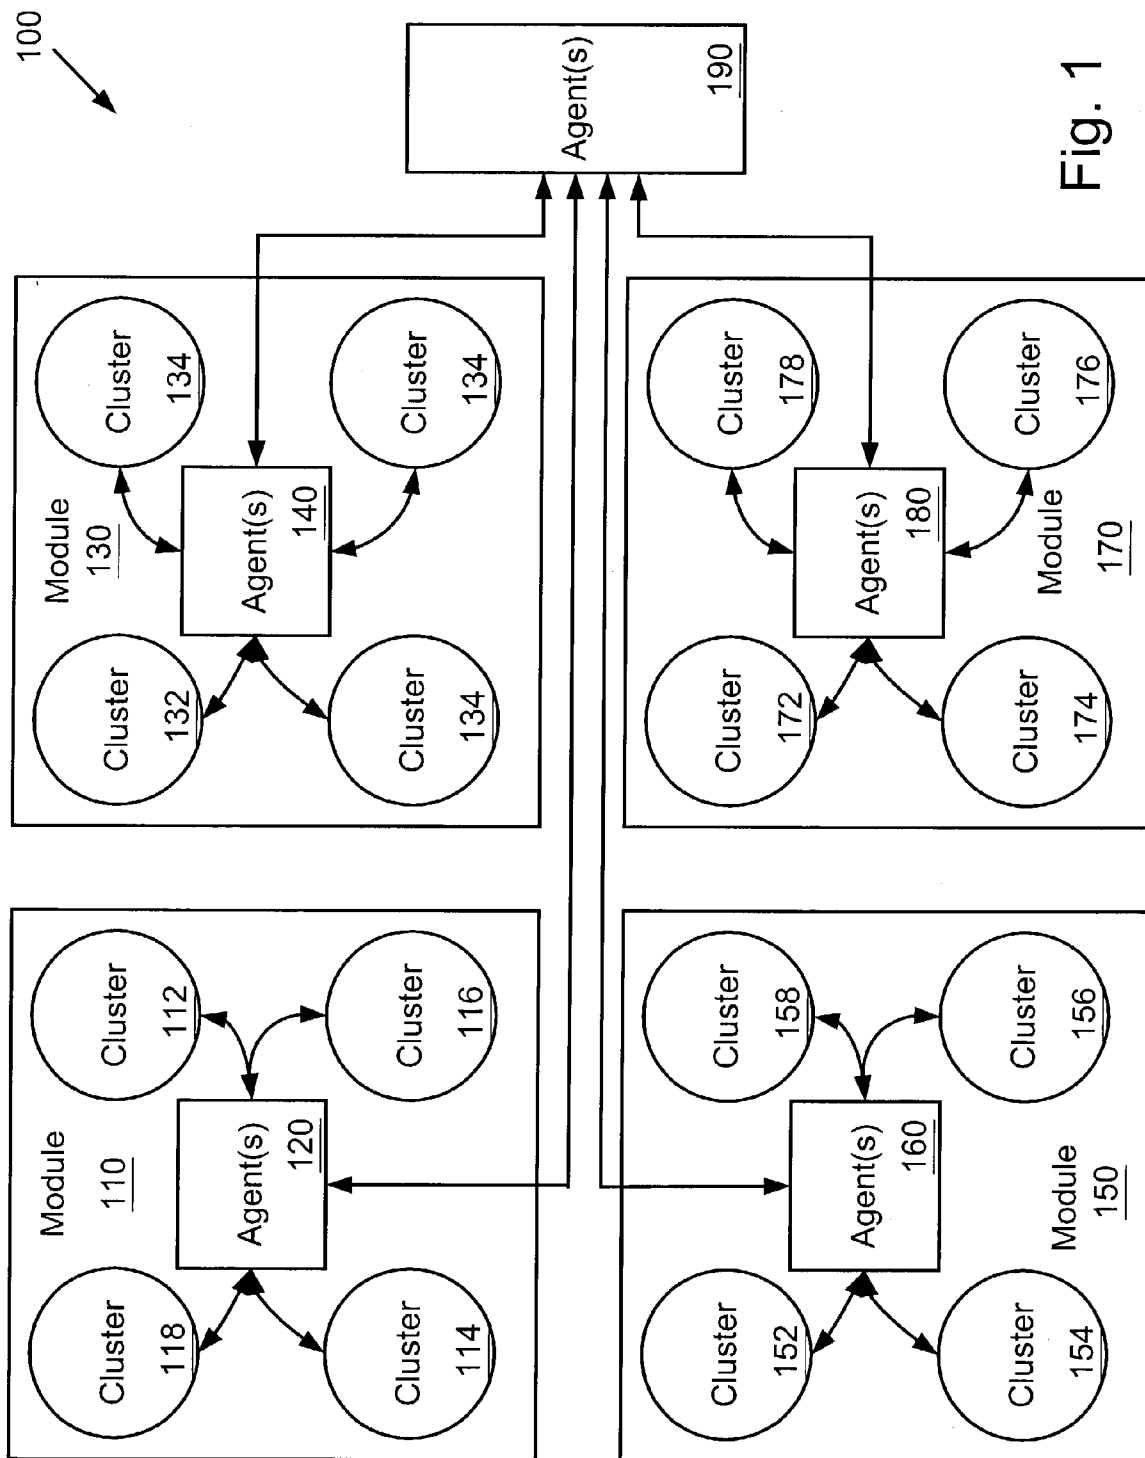 100
Module
110
Cluster
118
Cluster
112
Agent(s)
120
Cluster
114
Cluster
116
Module
130
Cluster
132
Cluster
134
Agent(s)
140
Cluster
134
Cluster
134
Agent(s)
190
Cluster
152
Cluster
158
Agent(s)
160
Cluster
154
Cluster
156
Module
150
Cluster
172
Cluster
178
Agent(s)
180
Cluster
174
Cluster
176
Module
170
Fig. 1